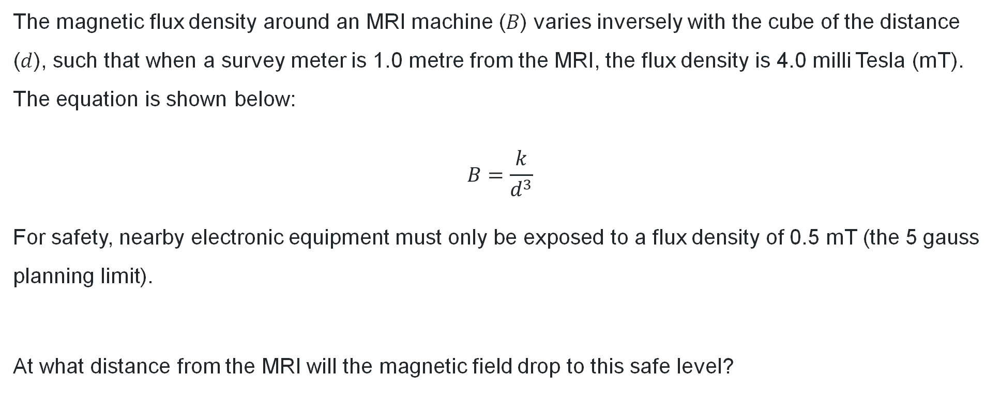 The magnetic flux density around an MRI machine (B) varies inversely with the cube of the distance
(d), such that when a survey meter is 1.0 metre from the MRI, the flux density is 4.0 milli Tesla (mT).
The equation is shown below:
B = k/d³
For safety, nearby electronic equipment must only be exposed to a flux density of 0.5 mT (the 5 gauss
planning limit).
At what distance from the MRI will the magnetic field drop to this safe level?